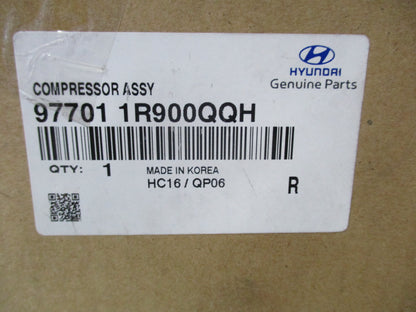 HYUNDAI
Genuine Parts
COMPRESSOR ASSY
97701 1R900QQH
QTY: 1 MADE IN KOREA
HC16 / QP06 R